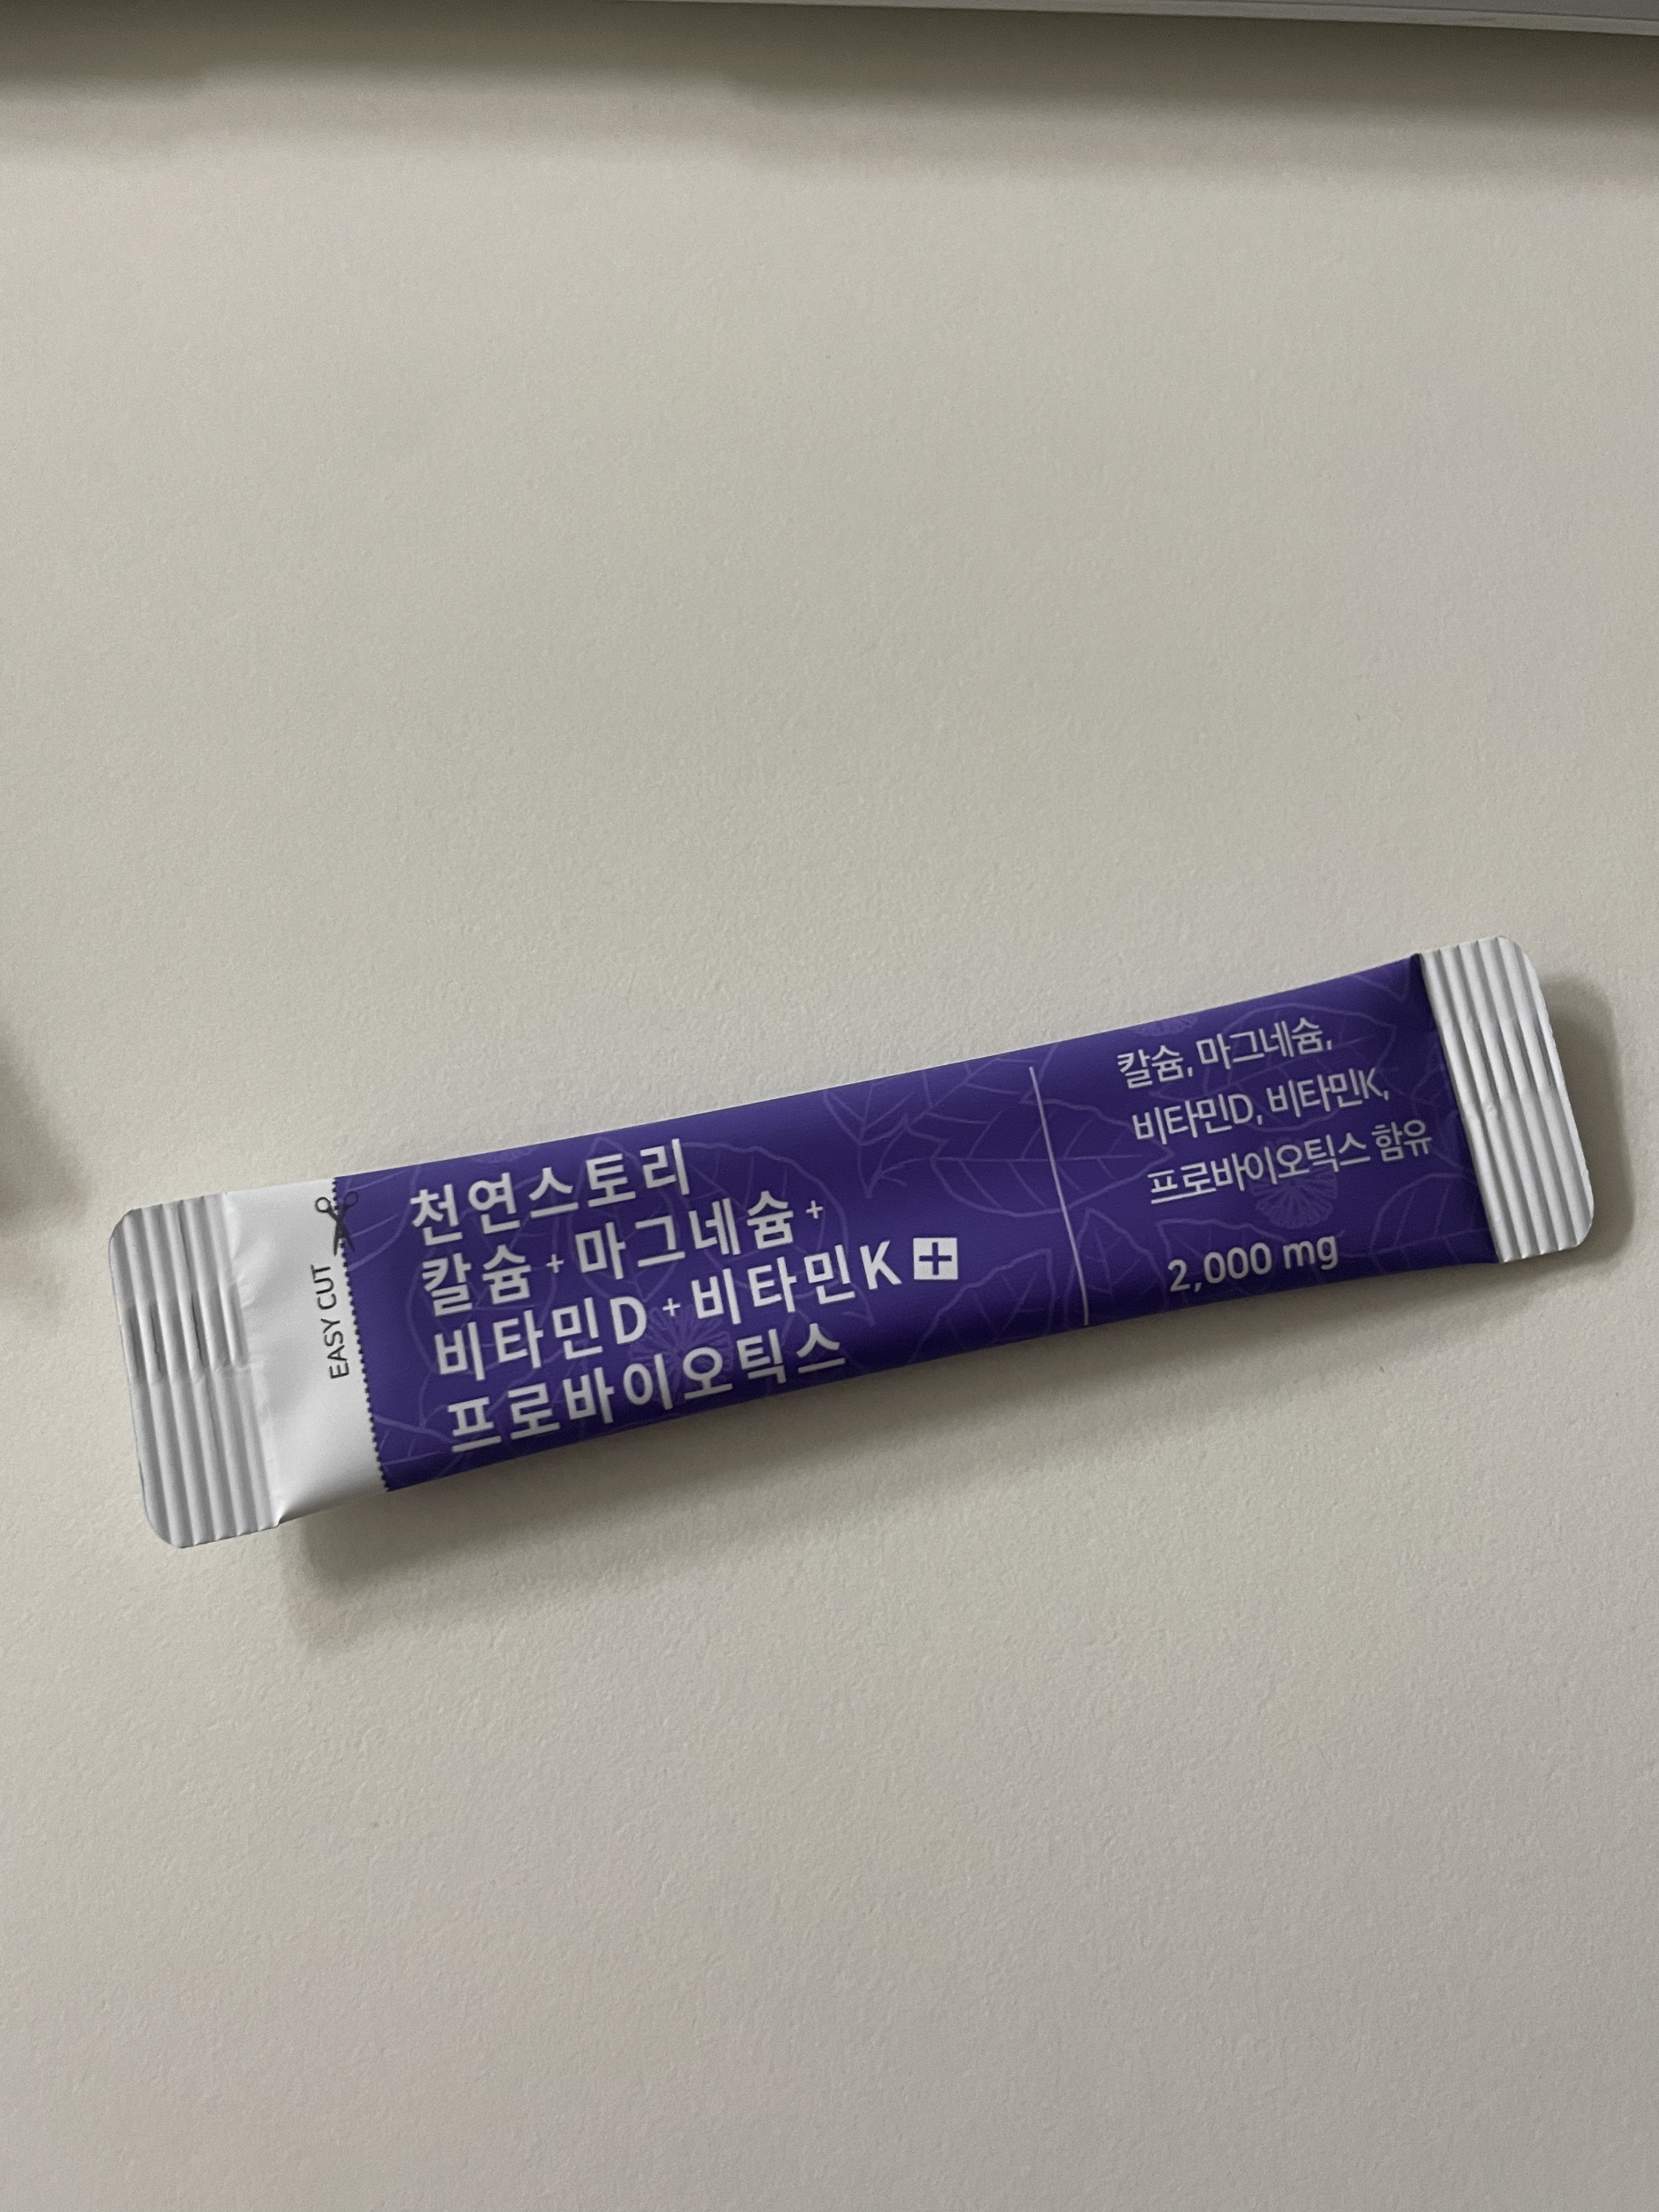 EASY CUT
천연스토리
칼슘+마그네슘+
비타민D+비타민K+
프로바이오틱스
칼슘, 마그네슘,
비타민D, 비타민K,
프로바이오틱스 함유
2,000 mg